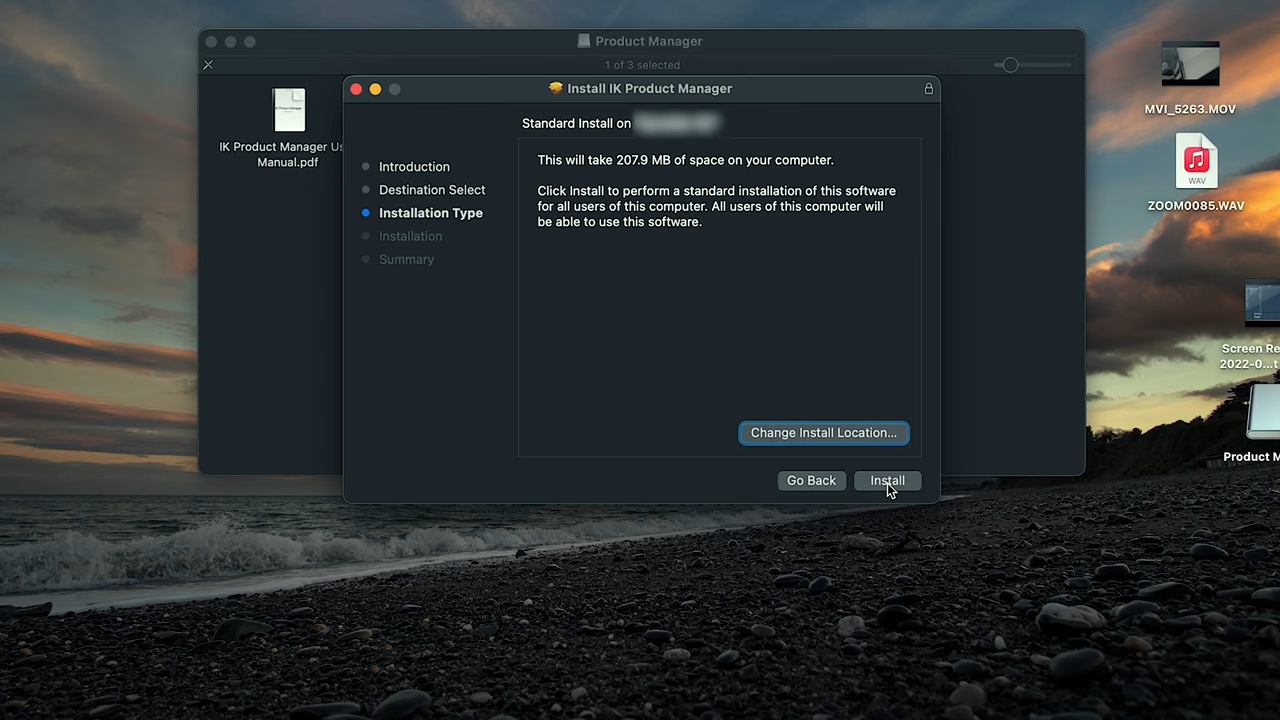 Product Manager
1 of 3 selected
Install IK Product Manager
Standard Install on
IK Product Manager Us
Manual.pdf
Introduction
Destination Select
Installation Type
Installation
Summary
This will take 207.9 MB of space on your computer.
Click Install to perform a standard installation of this software
for all users of this computer. All users of this computer will
be able to use this software.
Change Install Location...
Go Back
Install
MVI_5263.MOV
WAV
ZOOM0085.WAV
Screen Re
2022-0...t
Product M